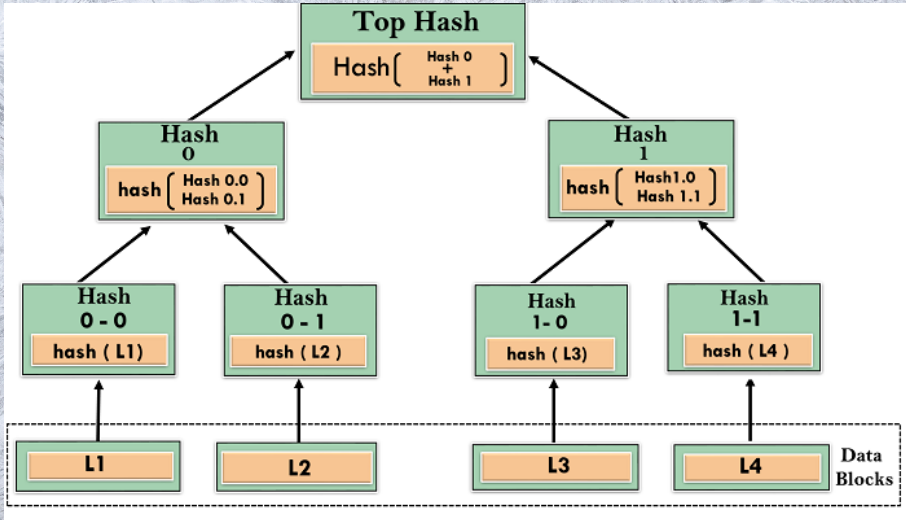 Top Hash
Hash ( Hash 0
+
Hash 1 )
Hash
0
hash ( Hash 0.0
Hash 0.1 )
Hash
1
hash ( Hash1.0
Hash 1.1 )
Hash
0 - 0
hash ( L1)
Hash
0 - 1
hash ( L2 )
Hash
1- 0
hash ( L3)
Hash
1-1
hash ( L4 )
L1
L2
L3
L4
Data
Blocks